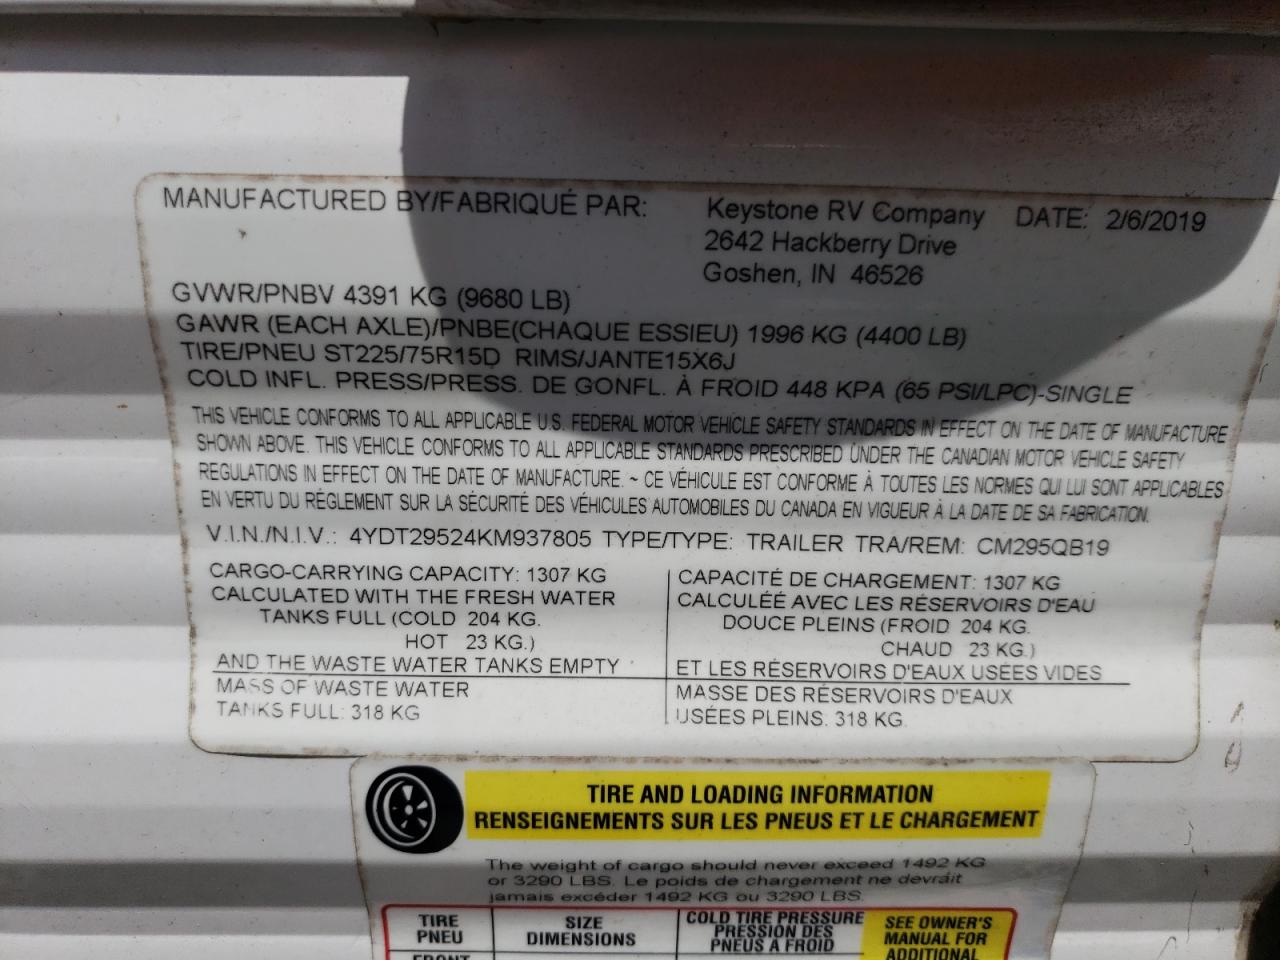 MANUFACTURED BY/FABRIQUÉ PAR: Keystone RV Company DATE: 2/6/2019
2642 Hackberry Drive
Goshen, IN 46526
GVWR/PNBV 4391 KG (9680 LB)
GAWR (EACH AXLE)/PNBE(CHAQUE ESSIEU) 1996 KG (4400 LB)
TIRE/PNEU ST225/75R15D RIMS/JANTE15X6J
COLD INFL. PRESS/PRESS. DE GONFL. À FROID 448 KPA (65 PSI/LPC)-SINGLE
THIS VEHICLE CONFORMS TO ALL APPLICABLE U.S. FEDERAL MOTOR VEHICLE SAFETY STANDARDS IN EFFECT ON THE DATE OF MANUFACTURE
SHOWN ABOVE. THIS VEHICLE CONFORMS TO ALL APPLICABLE STANDARDS PRESCRIBED UNDER THE CANADIAN MOTOR VEHICLE SAFETY
REGULATIONS IN EFFECT ON THE DATE OF MANUFACTURE. ~ CE VÉHICULE EST CONFORME À TOUTES LES NORMES QUI LUI SONT APPLICABLES
EN VERTU DU RÈGLEMENT SUR LA SÉCURITÉ DES VÉHICULES AUTOMOBILES DU CANADA EN VIGUEUR À LA DATE DE SA FABRICATION.
V.I.N./N.I.V.: 4YDT29524KM937805 TYPE/TYPE: TRAILER TRA/REM: CM295QB19
CARGO-CARRYING CAPACITY: 1307 KG
CALCULATED WITH THE FRESH WATER
TANKS FULL (COLD 204 KG.
HOT 23 KG.)
AND THE WASTE WATER TANKS EMPTY
MASS OF WASTE WATER
TANKS FULL: 318 KG
CAPACITÉ DE CHARGEMENT: 1307 KG
CALCULÉE AVEC LES RÉSERVOIRS D'EAU
DOUCE PLEINS (FROID 204 KG.
CHAUD 23 KG.)
ET LES RÉSERVOIRS D'EAUX USÉES VIDES
MASSE DES RÉSERVOIRS D'EAUX
USÉES PLEINS: 318 KG.
TIRE AND LOADING INFORMATION
RENSEIGNEMENTS SUR LES PNEUS ET LE CHARGEMENT
The weight of cargo should never exceed 1492 KG
or 3290 LBS. Le poids de chargement ne devrait
jamais excéder 1492 KG ou 3290 LBS.
TIRE
PNEU
SIZE
DIMENSIONS
COLD TIRE PRESSURE
PRESSION DES
PNEUS A FROID
SEE OWNER'S
MANUAL FOR
ADDITIONAL
FRONT